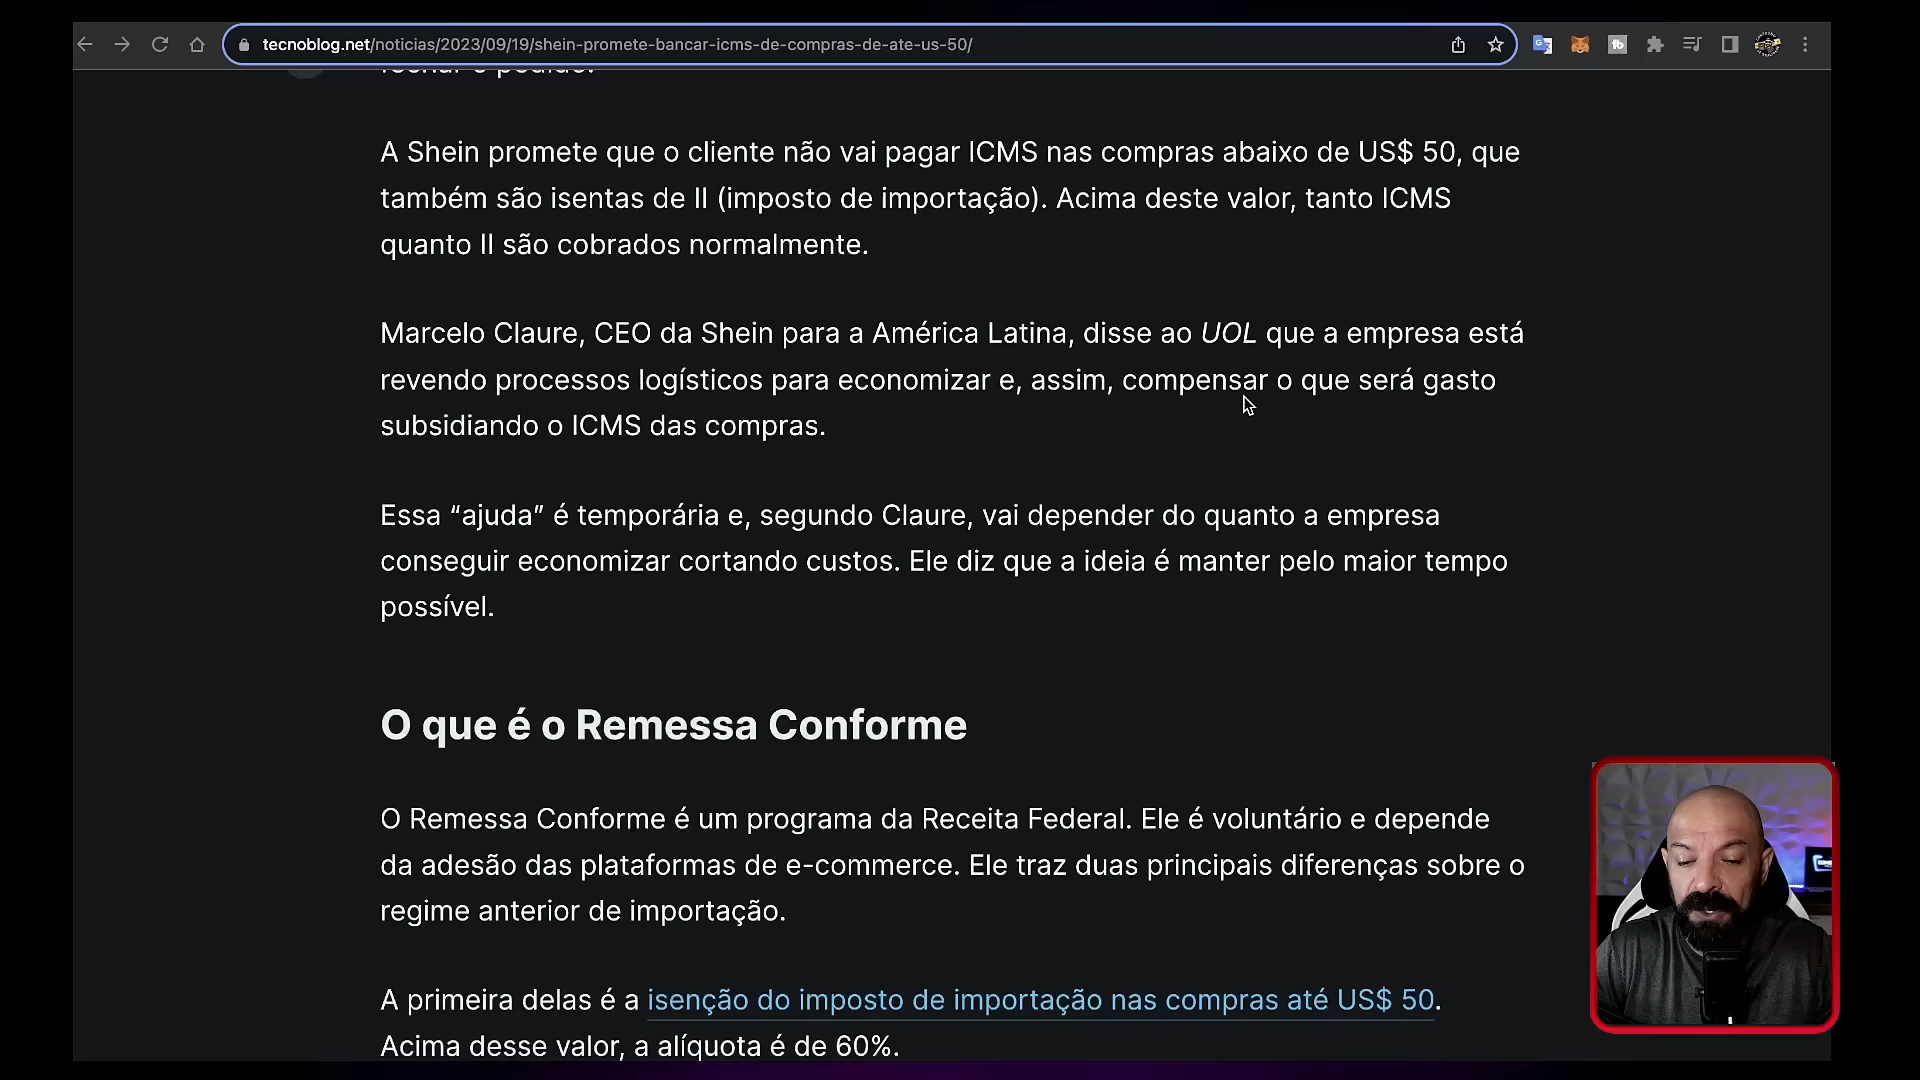 tecnoblog.net/noticias/2023/09/19/shein-promete-bancar-icms-de-compras-de-ate-us-50/
fechar o pedido.
A Shein promete que o cliente não vai pagar ICMS nas compras abaixo de US$ 50, que
também são isentas de II (imposto de importação). Acima deste valor, tanto ICMS
quanto II são cobrados normalmente.
Marcelo Claure, CEO da Shein para a América Latina, disse ao UOL que a empresa está
revendo processos logísticos para economizar e, assim, compensar o que será gasto
subsidiando o ICMS das compras.
Essa “ajuda” é temporária e, segundo Claure, vai depender do quanto a empresa
conseguir economizar cortando custos. Ele diz que a ideia é manter pelo maior tempo
possível.
O que é o Remessa Conforme
O Remessa Conforme é um programa da Receita Federal. Ele é voluntário e depende
da adesão das plataformas de e-commerce. Ele traz duas principais diferenças sobre o
regime anterior de importação.
A primeira delas é a isenção do imposto de importação nas compras até US$ 50.
Acima desse valor, a alíquota é de 60%.